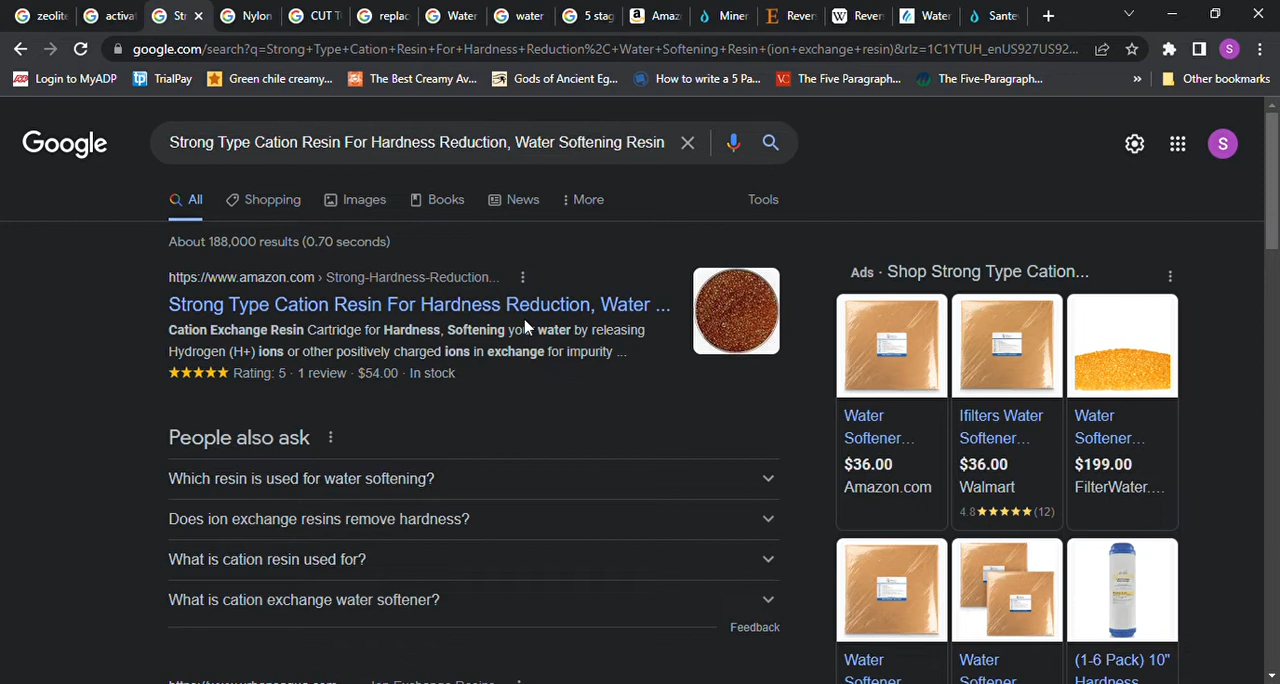 zeolit
activa
St
Nylon
CUT T
replac
Water
water
5 stag
Amaz
Miner
Rever
Rever
Water
Sante
google.com/search?q=Strong+Type+Cation+Resin+For+Hardness+Reduction%2C+Water+Softening+Resin+(ion+exchange+resin)&rlz=1C1YTUH_enUS927US92...
S
Login to MyADP
TrialPay
Green chile creamy...
The Best Creamy Av...
Gods of Ancient Eg...
How to write a 5 Pa...
The Five Paragraph...
The Five-Paragraph...
»
Other bookmarks
Google
Strong Type Cation Resin For Hardness Reduction, Water Softening Resin
S
All
Shopping
Images
Books
News
More
Tools
About 188,000 results (0.70 seconds)
https://www.amazon.com › Strong-Hardness-Reduction...
Strong Type Cation Resin For Hardness Reduction, Water ...
Cation Exchange Resin Cartridge for Hardness, Softening you water by releasing
Hydrogen (H+) ions or other positively charged ions in exchange for impurity ...
Rating: 5 · 1 review · $54.00 · In stock
People also ask
Which resin is used for water softening?
Does ion exchange resins remove hardness?
What is cation resin used for?
What is cation exchange water softener?
Feedback
Ads · Shop Strong Type Cation...
Water
Softener...
$36.00
Amazon.com
Ifilters Water
Softener...
$36.00
Walmart
4.8★★★★★(12)
Water
Softener...
$199.00
FilterWater....
Water
Softener
Water
Softener
(1-6 Pack) 10"
Hardness